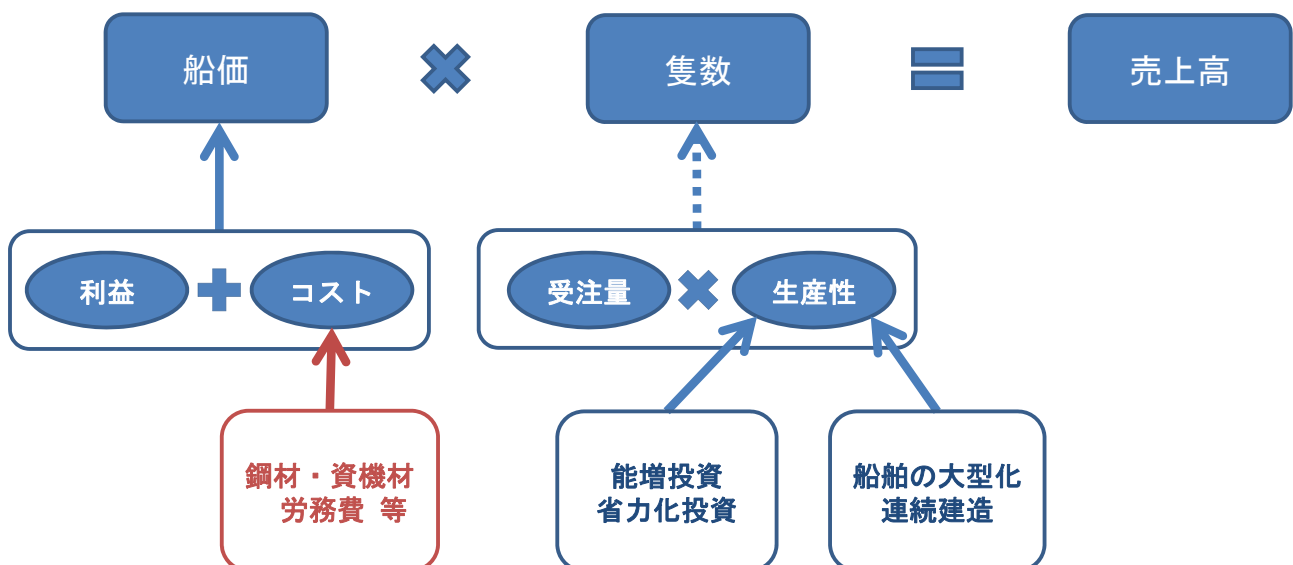 船価
隻数
売上高
利益
コスト
受注量
生産性
鋼材・資機材
労務費 等
能増投資
省力化投資
船舶の大型化
連続建造